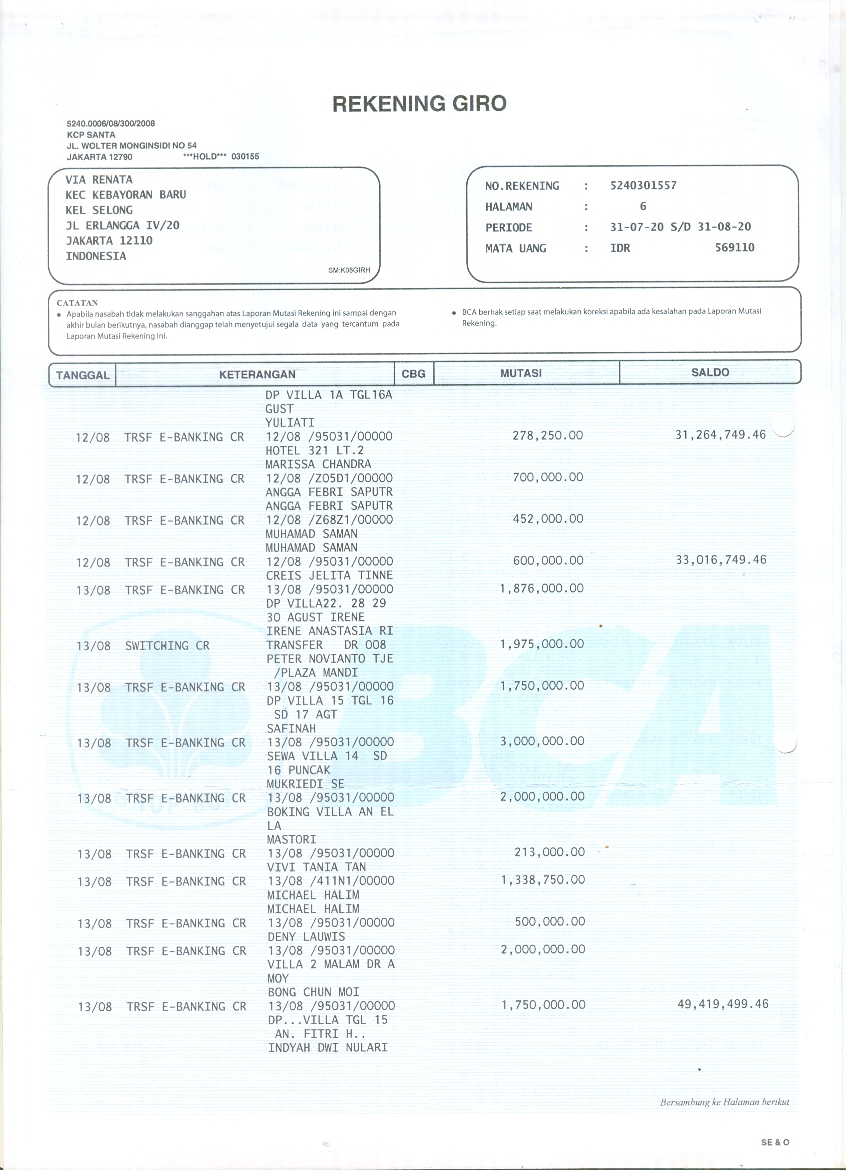 REKENING GIRO
5240.0006/08/300/2008
KCP SANTA
JL. WOLTER MONGINSIDI NO 54
JAKARTA 12790 ***HOLD*** 030155
VIA RENATA
KEC KEBAYORAN BARU
KEL SELONG
JL ERLANGGA IV/20
JAKARTA 12110
INDONESIA
SM:K08GIRH
NO.REKENING : 5240301557
HALAMAN : 6
PERIODE : 31-07-20 S/D 31-08-20
MATA UANG : IDR 569110
CATATAN
• Apabila nasabah tidak melakukan sanggahan atas Laporan Mutasi Rekening ini sampai dengan
akhir bulan berikutnya, nasabah dianggap telah menyetujui segala data yang tercantum pada
Laporan Mutasi Rekening ini.
• BCA berhak setiap saat melakukan koreksi apabila ada kesalahan pada Laporan Mutasi
Rekening.
TANGGAL KETERANGAN CBG MUTASI SALDO
DP VILLA 1A TGL16A
GUST
YULIATI
12/08 TRSF E-BANKING CR 12/08 /95031/00000 278,250.00 31,264,749.46
HOTEL 321 LT.2
MARISSA CHANDRA
12/08 TRSF E-BANKING CR 12/08 /Z05D1/00000 700,000.00
ANGGA FEBRI SAPUTR
ANGGA FEBRI SAPUTR
12/08 TRSF E-BANKING CR 12/08 /Z68Z1/00000 452,000.00
MUHAMAD SAMAN
MUHAMAD SAMAN
12/08 TRSF E-BANKING CR 12/08 /95031/00000 600,000.00 33,016,749.46
CREIS JELITA TINNE
13/08 TRSF E-BANKING CR 13/08 /95031/00000 1,876,000.00
DP VILLA22. 28 29
30 AGUST IRENE
IRENE ANASTASIA RI
13/08 SWITCHING CR TRANSFER DR 008 1,975,000.00
PETER NOVIANTO TJE
/PLAZA MANDI
13/08 TRSF E-BANKING CR 13/08 /95031/00000 1,750,000.00
DP VILLA 15 TGL 16
SD 17 AGT
SAFINAH
13/08 TRSF E-BANKING CR 13/08 /95031/00000 3,000,000.00
SEWA VILLA 14 SD
16 PUNCAK
MUKRIEDI SE
13/08 TRSF E-BANKING CR 13/08 /95031/00000 2,000,000.00
BOKING VILLA AN EL
LA
MASTORI
13/08 TRSF E-BANKING CR 13/08 /95031/00000 213,000.00
VIVI TANIA TAN
13/08 TRSF E-BANKING CR 13/08 /411N1/00000 1,338,750.00
MICHAEL HALIM
MICHAEL HALIM
13/08 TRSF E-BANKING CR 13/08 /95031/00000 500,000.00
DENY LAUWIS
13/08 TRSF E-BANKING CR 13/08 /95031/00000 2,000,000.00
VILLA 2 MALAM DR A
MOY
BONG CHUN MOI
13/08 TRSF E-BANKING CR 13/08 /95031/00000 1,750,000.00 49,419,499.46
DP...VILLA TGL 15
AN. FITRI H..
INDYAH DWI NULARI
BCA
Bersambung ke Halaman berikut
SE & O